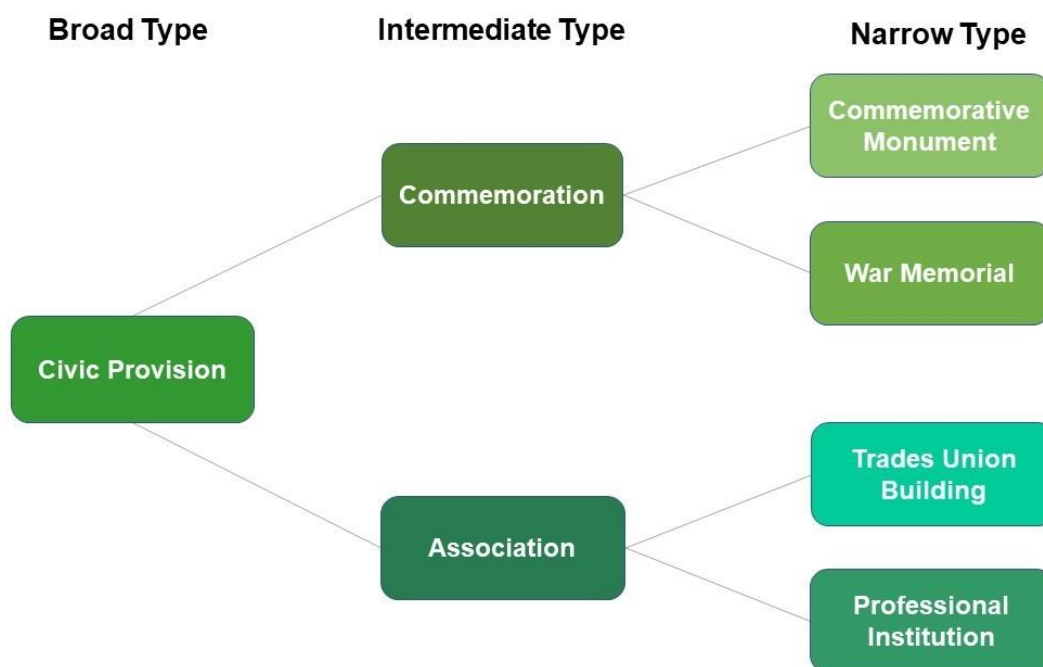 Broad Type
Intermediate Type
Narrow Type
Commemorative
Monument
Commemoration
War Memorial
Civic Provision
Trades Union
Building
Association
Professional
Institution